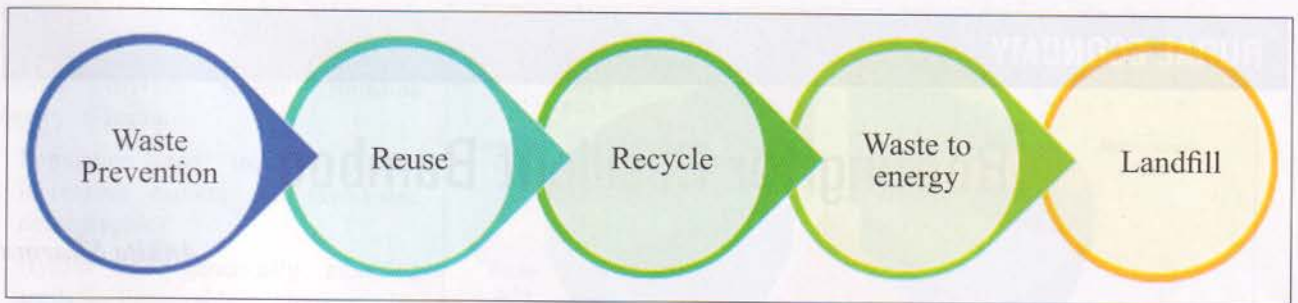 Waste
Prevention
Reuse
Recycle
Waste to
energy
Landfill